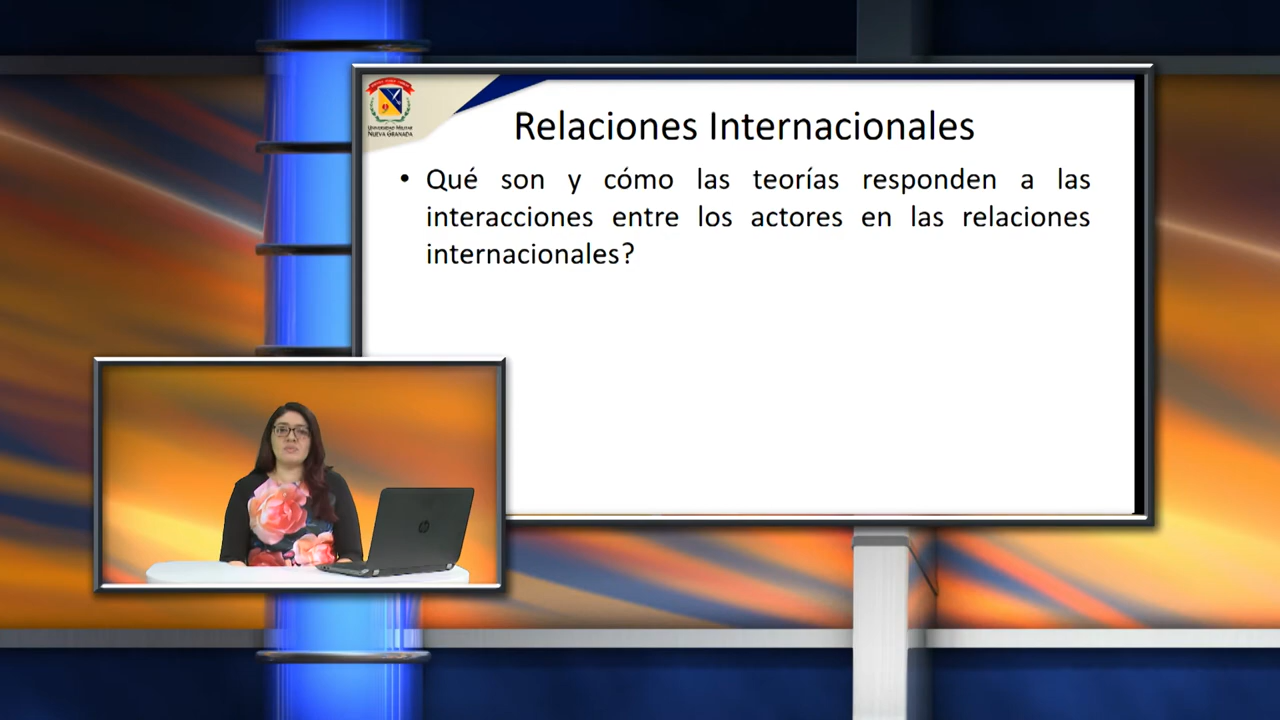 UNIVERSIDAD MILITAR
NUEVA GRANADA
Relaciones Internacionales
• Qué son y cómo las teorías responden a las
interacciones entre los actores en las relaciones
internacionales?
hp